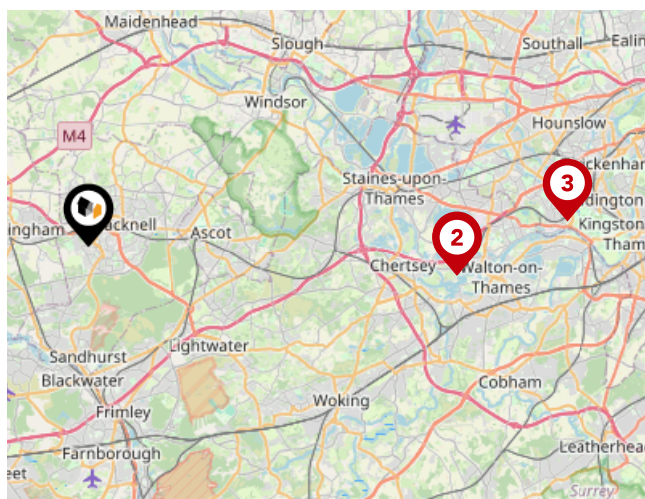 Maidenhead
Slough
Southall
Ealin
Windsor
M4
Hounslow
ckenham
Staines-upon-
Thames
3
dington
ingham
acknell
Ascot
Kingston
Tham
2
Chertsey
Walton-on-
Thames
Sandhurst
Lightwater
Blackwater
Cobham
Frimley
Woking
Farnborough
Leatherhea
eet
Surrey